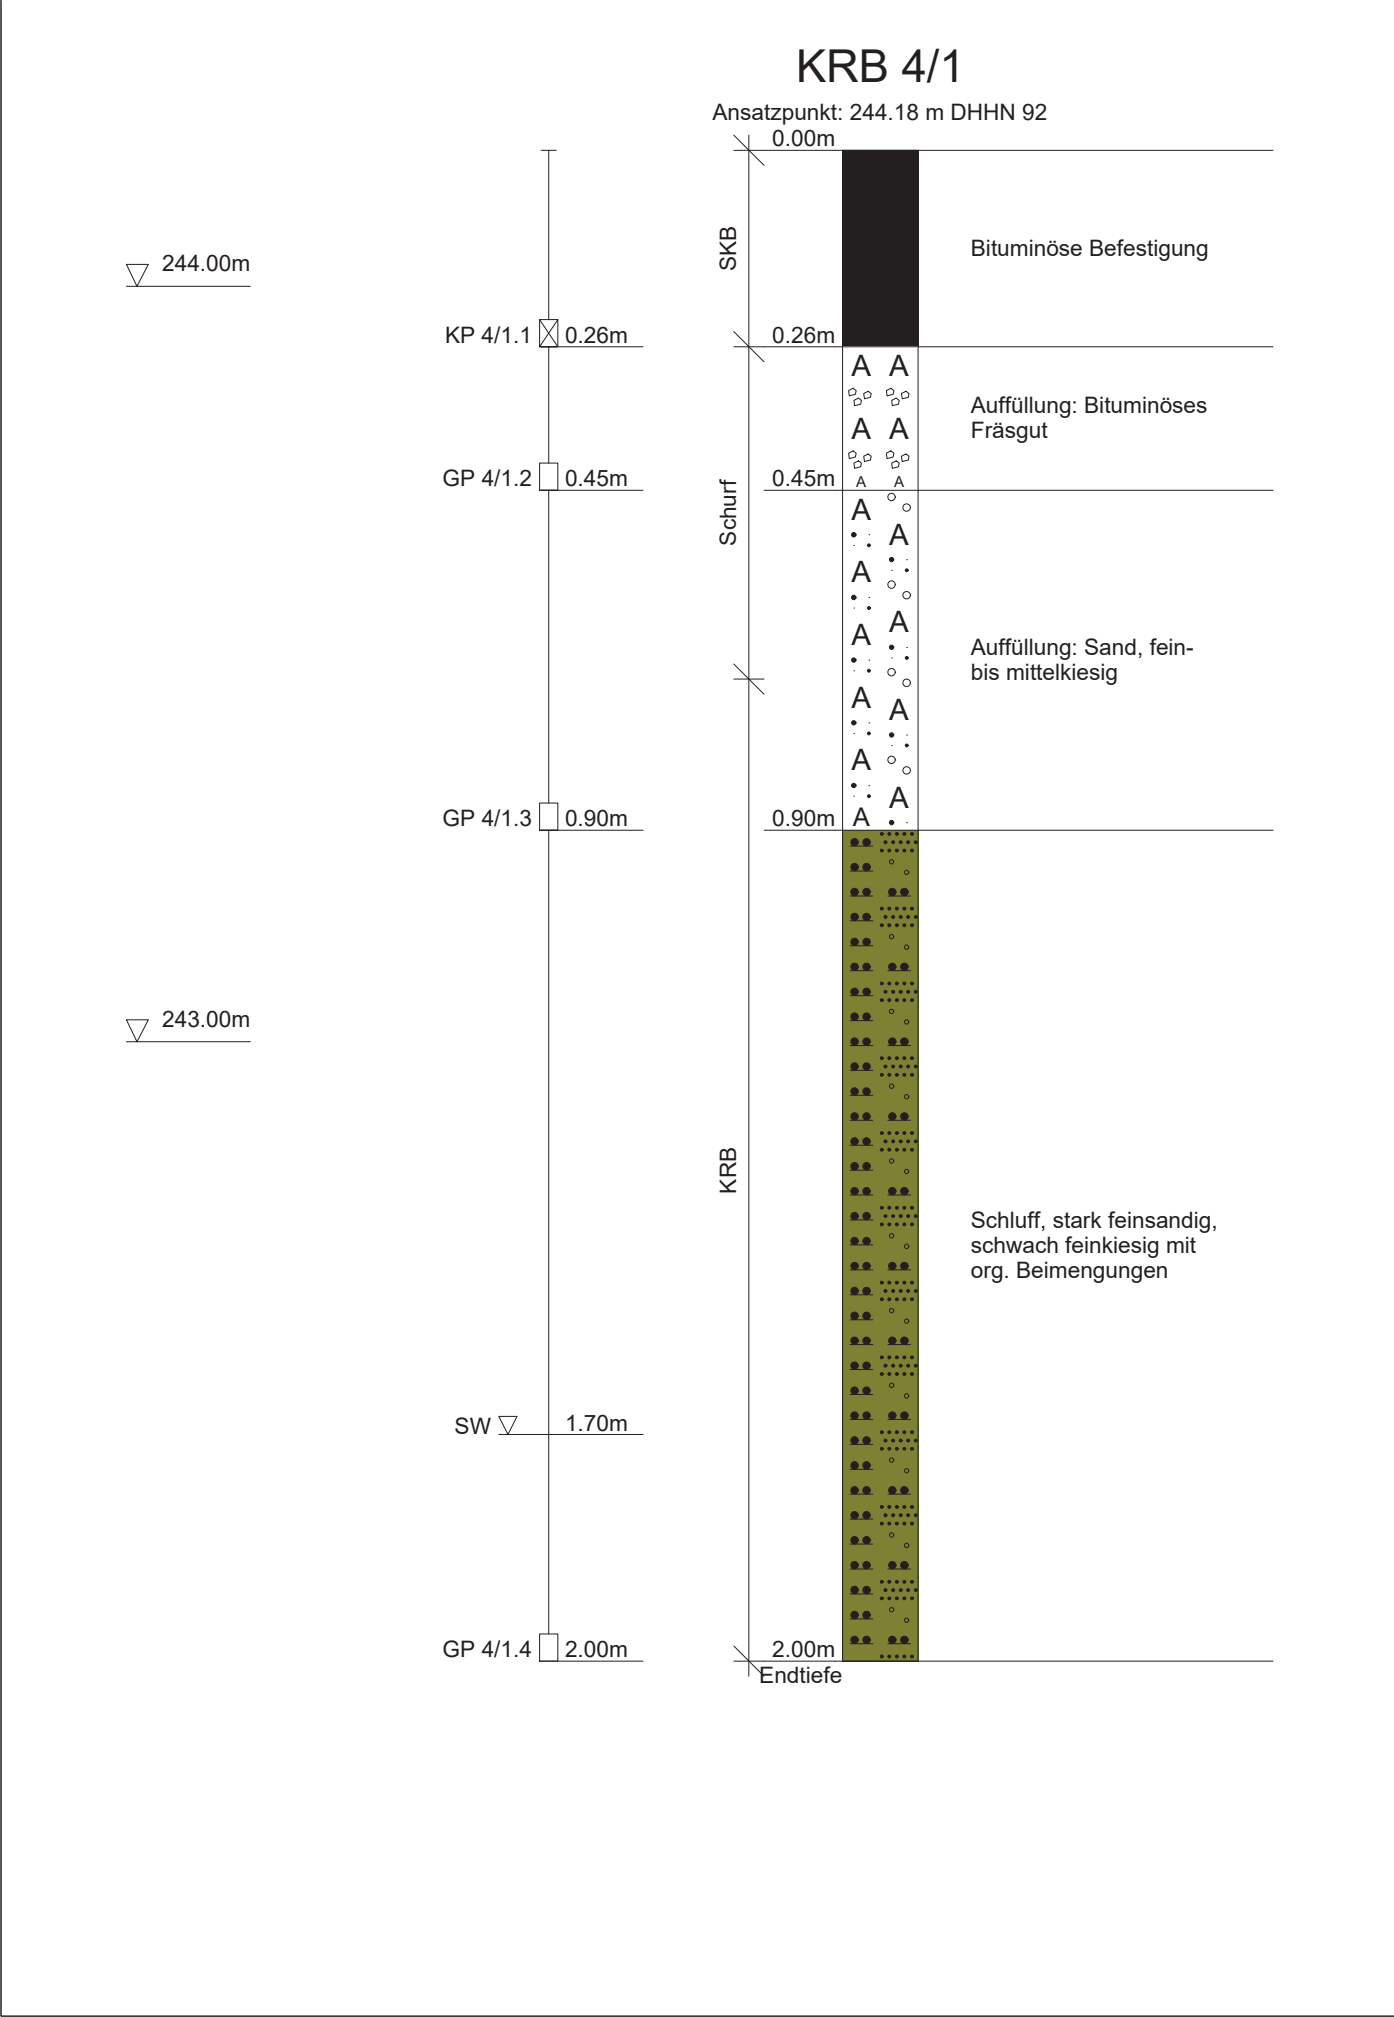 KRB 4/1
Ansatzpunkt: 244.18 m DHHN 92
0.00m
SKB
Bituminöse Befestigung
244.00m
KP 4/1.1 0.26m
0.26m
A A
A A
A A
Auffüllung: Bituminöses
Fräsgut
GP 4/1.2 0.45m
0.45m
Schurf
A
A
A
A
A
A
A
A
A
A
Auffüllung: Sand, fein-
bis mittelkiesig
GP 4/1.3 0.90m
0.90m
243.00m
KRB
Schluff, stark feinsandig,
schwach feinkiesig mit
org. Beimengungen
SW 1.70m
GP 4/1.4 2.00m
2.00m
Endtiefe